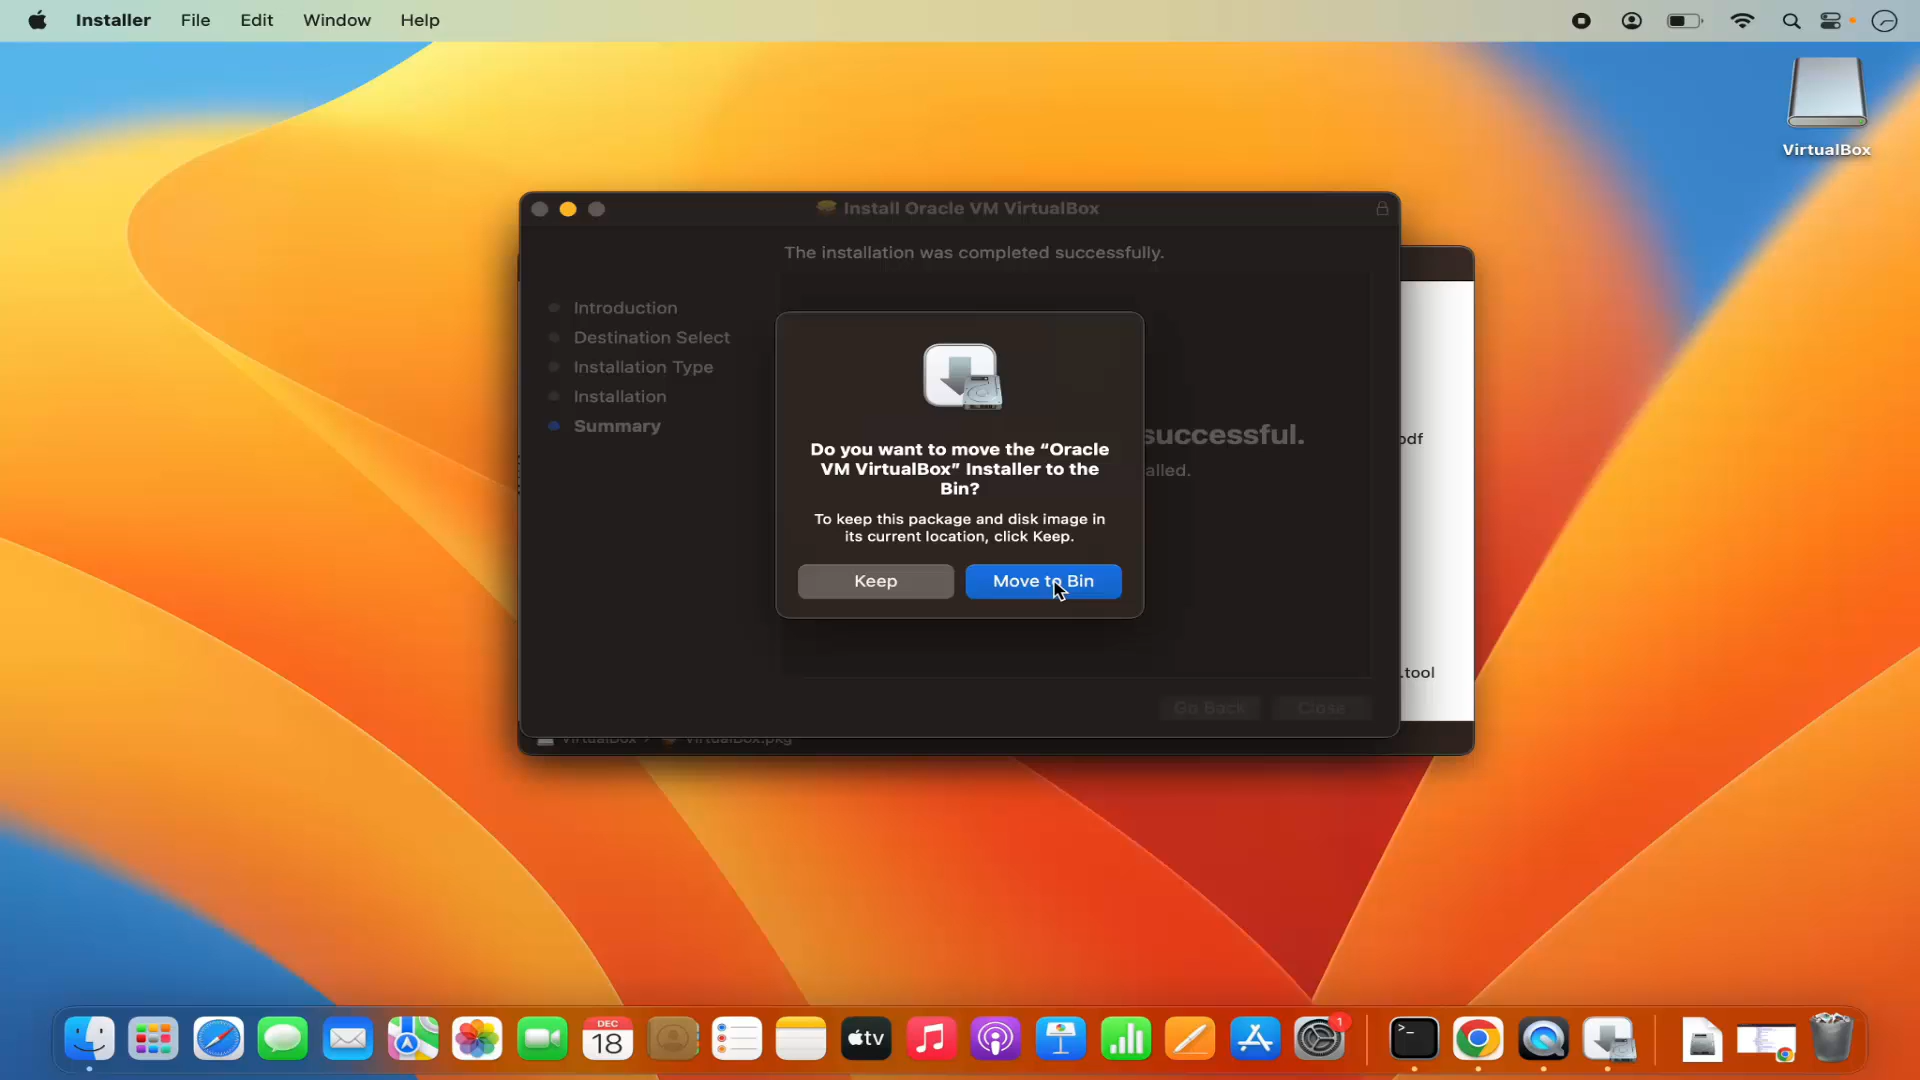 Installer File Edit Window Help
VirtualBox
Install Oracle VM VirtualBox
The installation was completed successfully.
Introduction
Destination Select
Installation Type
Installation
Summary
successful.
alled.
Do you want to move the “Oracle
VM VirtualBox” Installer to the
Bin?
To keep this package and disk image in
its current location, click Keep.
Keep Move to Bin
pdf
.tool
Go Back Close
VirtualBox › VirtualBox.pkg
DEC
18
tv
1